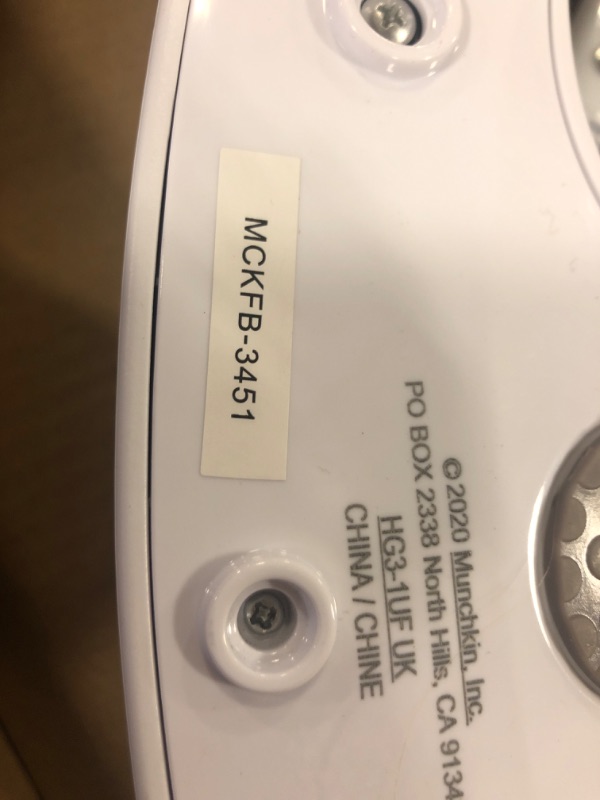 MCKFB-3451
© 2020 Munchkin, Inc.
PO BOX 2338 North Hills, CA 9134
HG3-1UF UK
CHINA / CHINE